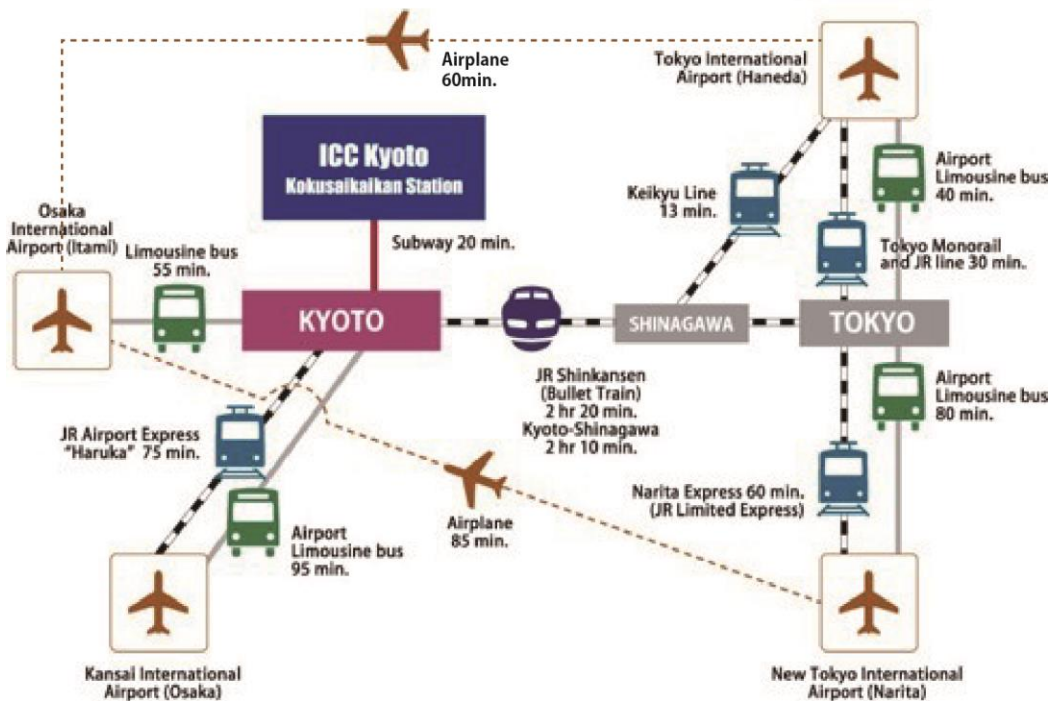 Airplane
60min.
Tokyo International
Airport (Haneda)
ICC Kyoto
Kokusaikaikan Station
Keikyu Line
13 min.
Airport
Limousine bus
40 min.
Osaka
International
Airport (Itami)
Limousine bus
55 min.
Subway 20 min.
Tokyo Monorail
and JR line 30 min.
KYOTO
SHINAGAWA
TOKYO
JR Shinkansen
(Bullet Train)
2 hr 20 min.
Kyoto-Shinagawa
2 hr 10 min.
Airport
Limousine bus
80 min.
JR Airport Express
"Haruka" 75 min.
Narita Express 60 min.
(JR Limited Express)
Airplane
85 min.
Airport
Limousine bus
95 min.
Kansai International
Airport (Osaka)
New Tokyo International
Airport (Narita)